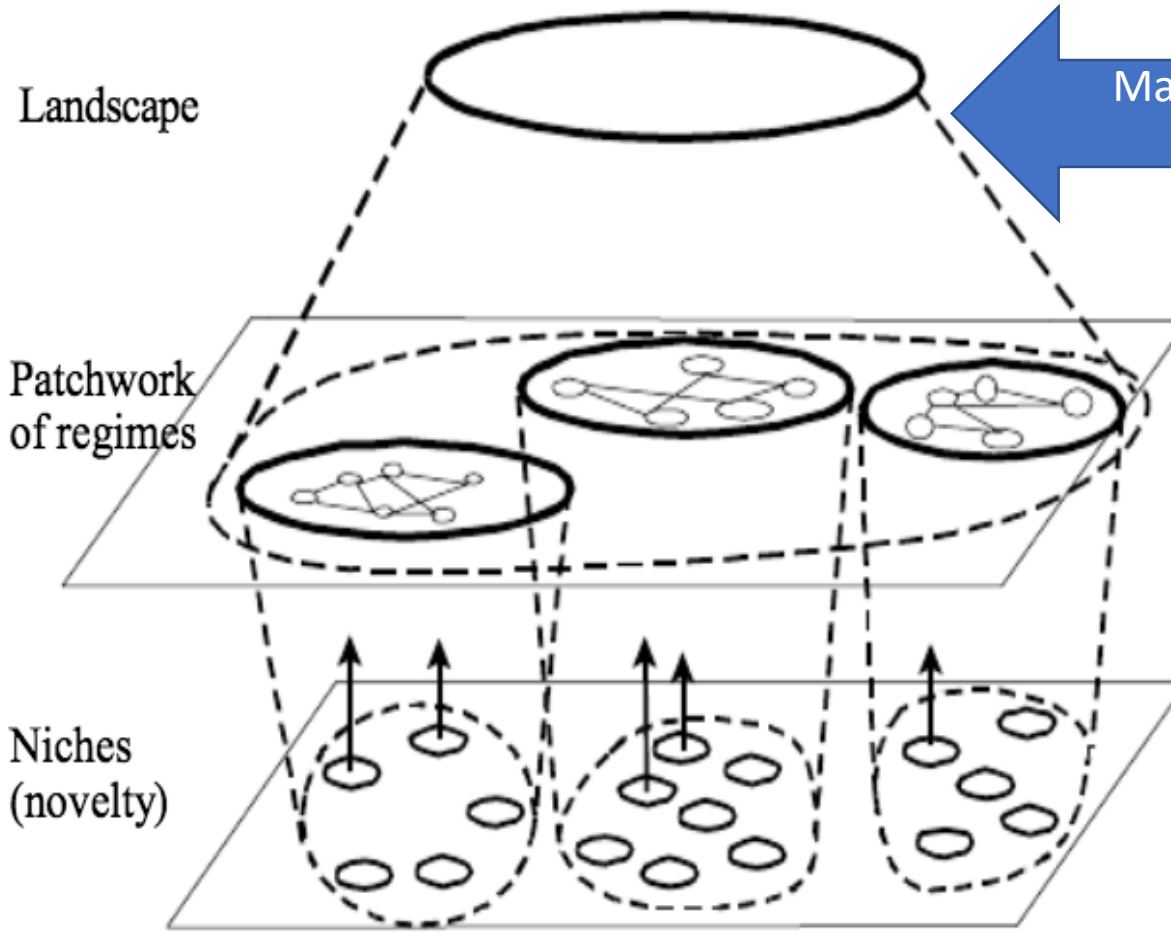 Landscape
Ma
Patchwork
of regimes
Niches
(novelty)